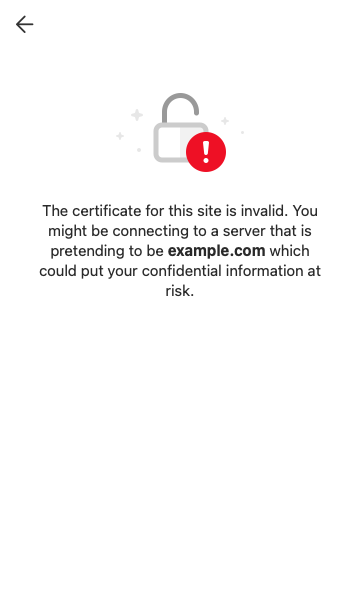 The certificate for this site is invalid. You
might be connecting to a server that is
pretending to be example.com which
could put your confidential information at
risk.